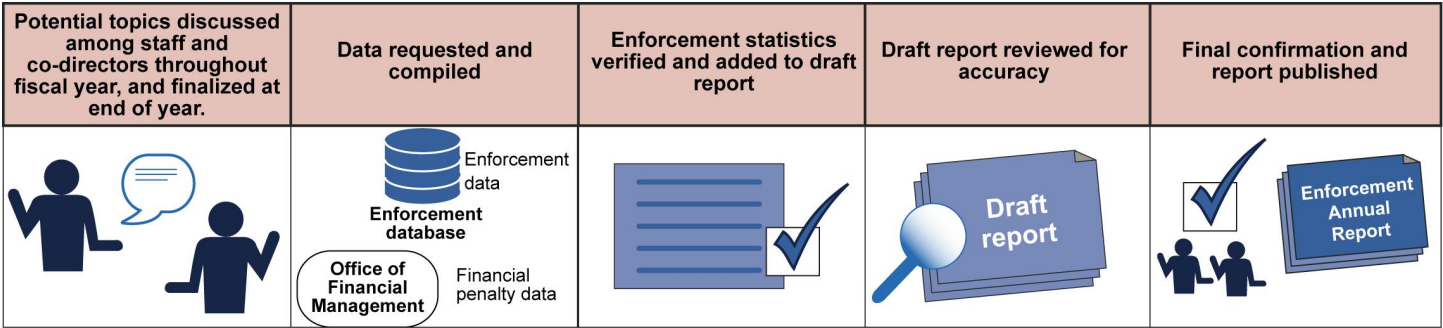 Potential topics discussed
among staff and
co-directors throughout
fiscal year, and finalized at
end of year.
Data requested and
compiled
Enforcement statistics
verified and added to draft
report
Draft report reviewed for
accuracy
Final confirmation and
report published
Enforcement
data
Enforcement
database
Office of
Financial
Management
Financial
penalty data
Draft
report
Enforcement
Annual
Report